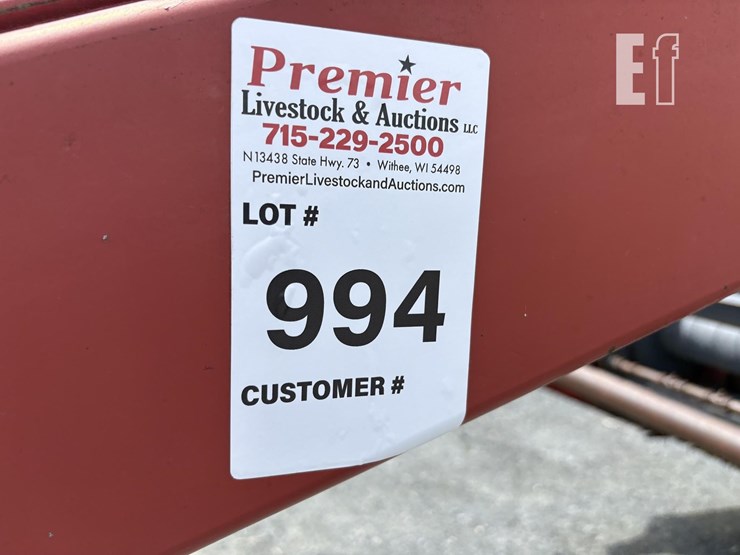 Ef
Premier
Livestock & Auctions LLC
715-229-2500
N13438 State Hwy. 73 • Withee, WI 54498
PremierLivestockandAuctions.com
LOT #
994
CUSTOMER #